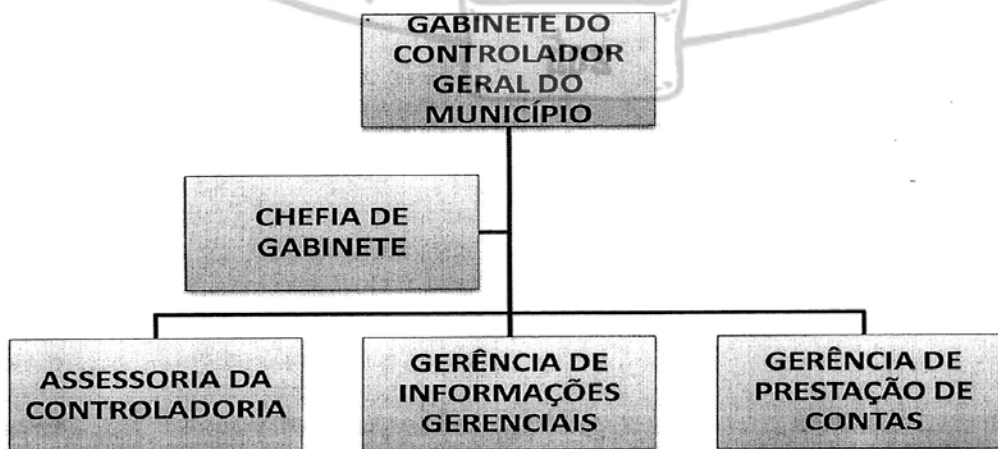 GABINETE DO
CONTROLADOR
GERAL DO
MUNICÍPIO
CHEFIA DE
GABINETE
ASSESSORIA DA
CONTROLADORIA
GERÊNCIA DE
INFORMAÇÕES
GERENCIAIS
GERÊNCIA DE
PRESTAÇÃO DE
CONTAS